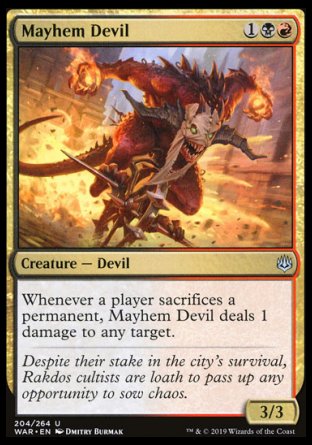 Mayhem Devil 1
Creature — Devil
Whenever a player sacrifices a
permanent, Mayhem Devil deals 1
damage to any target.
Despite their stake in the city's survival,
Rakdos cultists are loath to pass up any
opportunity to sow chaos.
3/3
204/264 U
WAR • EN Dmitry Burmak
™ & © 2019 Wizards of the Coast